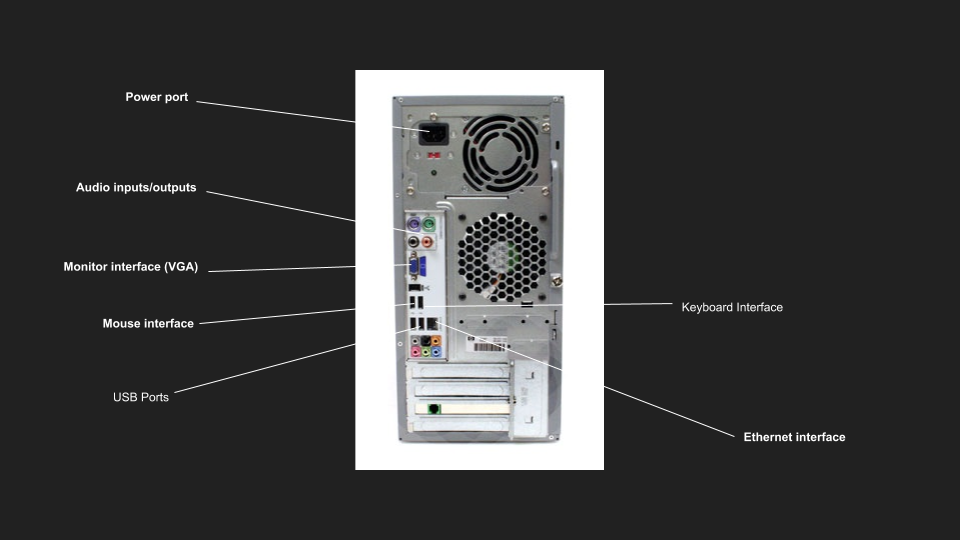 Power port
Audio inputs/outputs
Monitor interface (VGA)
Mouse interface
Keyboard Interface
USB Ports
Ethernet interface